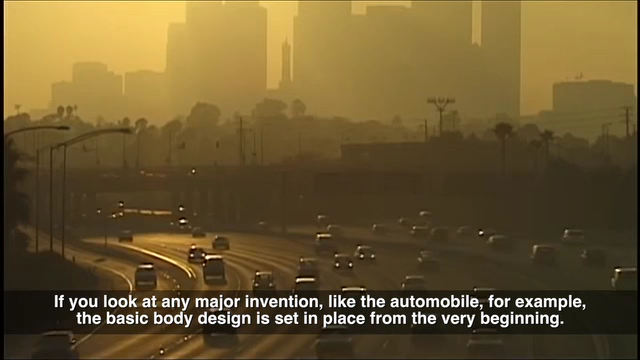 If you look at any major invention, like the automobile, for example,
the basic body design is set in place from the very beginning.